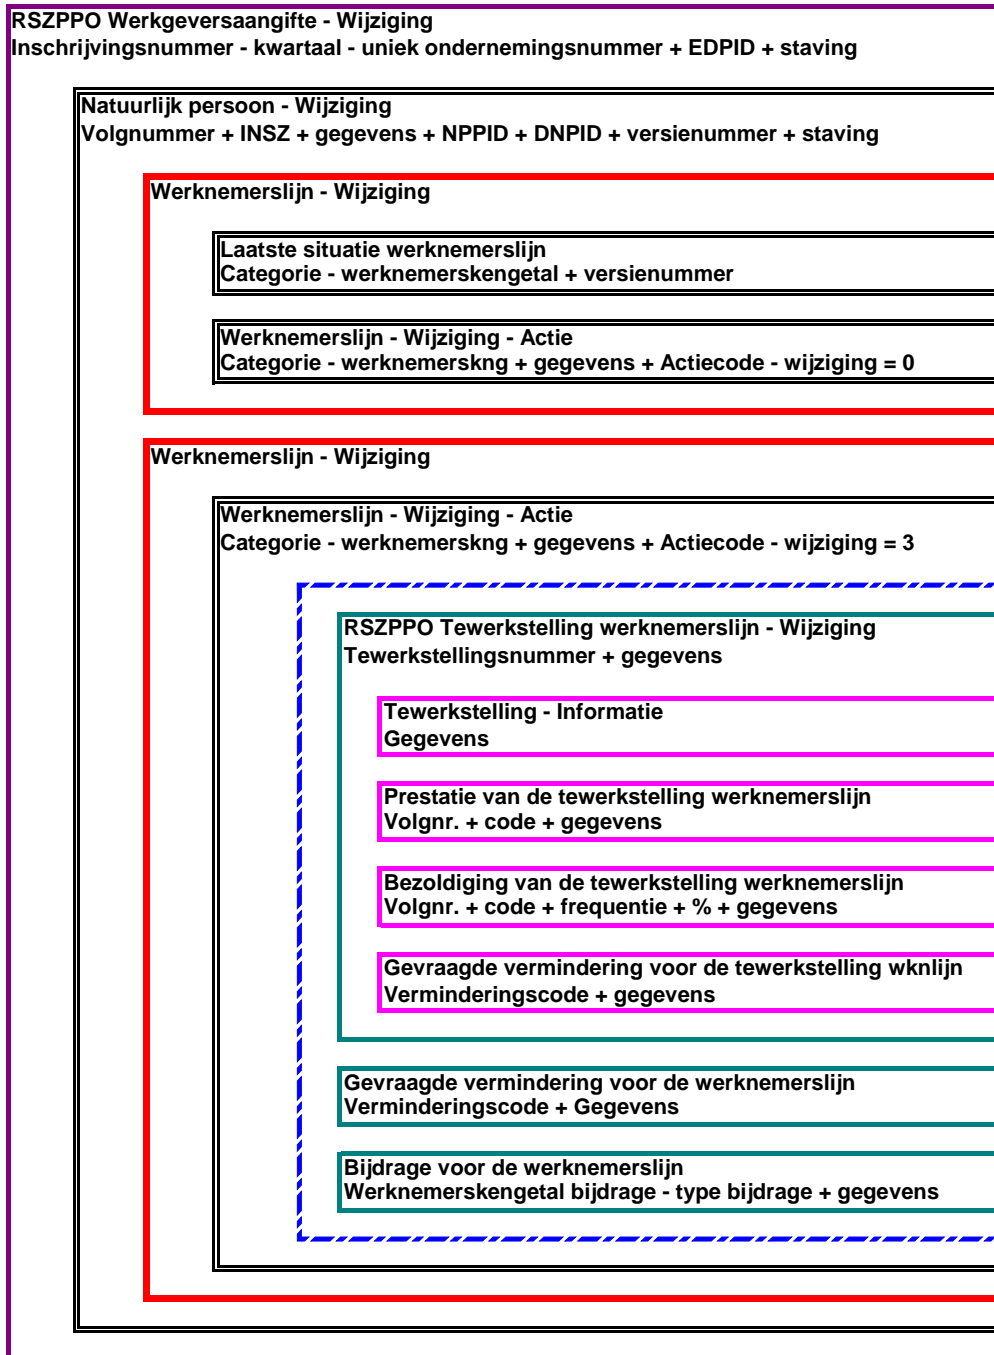 RSZPPO Werkgeversaangifte - Wijziging
Inschrijvingsnummer - kwartaal - uniek ondernemingsnummer + EDPID + staving
Natuurlijk persoon - Wijziging
Volgnummer + INSZ + gegevens + NPPID + DNPID + versienummer + staving
Werknemerslijn - Wijziging
Laatste situatie werknemerslijn
Categorie - werknemerskengetal + versienummer
Werknemerslijn - Wijziging - Actie
Categorie - werknemerskng + gegevens + Actiecode - wijziging = 0
Werknemerslijn - Wijziging
Werknemerslijn - Wijziging - Actie
Categorie - werknemerskng + gegevens + Actiecode - wijziging = 3
RSZPPO Tewerkstelling werknemerslijn - Wijziging
Tewerkstellingsnummer + gegevens
Tewerkstelling - Informatie
Gegevens
Prestatie van de tewerkstelling werknemerslijn
Volgnr. + code + gegevens
Bezoldiging van de tewerkstelling werknemerslijn
Volgnr. + code + frequentie + % + gegevens
Gevraagde vermindering voor de tewerkstelling wknlijn
Verminderingscode + gegevens
Gevraagde vermindering voor de werknemerslijn
Verminderingscode + Gegevens
Bijdrage voor de werknemerslijn
Werknemerskengetal bijdrage - type bijdrage + gegevens